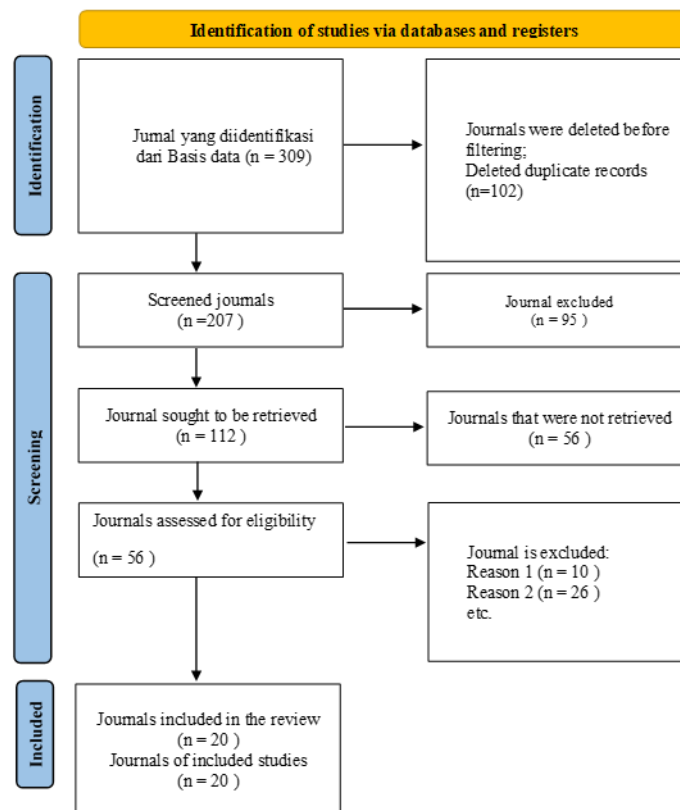 Identification of studies via databases and registers
Identification
Jurnal yang diidentifikasi
dari Basis data (n = 309)
Journals were deleted before
filtering;
Deleted duplicate records
(n=102)
Screening
Screened journals
(n =207 )
Journal excluded
(n = 95 )
Journal sought to be retrieved
(n = 112 )
Journals that were not retrieved
(n = 56 )
Journals assessed for eligibility
(n = 56 )
Journal is excluded:
Reason 1 (n = 10 )
Reason 2 (n = 26 )
etc.
Included
Journals included in the review
(n = 20 )
Journals of included studies
(n = 20 )